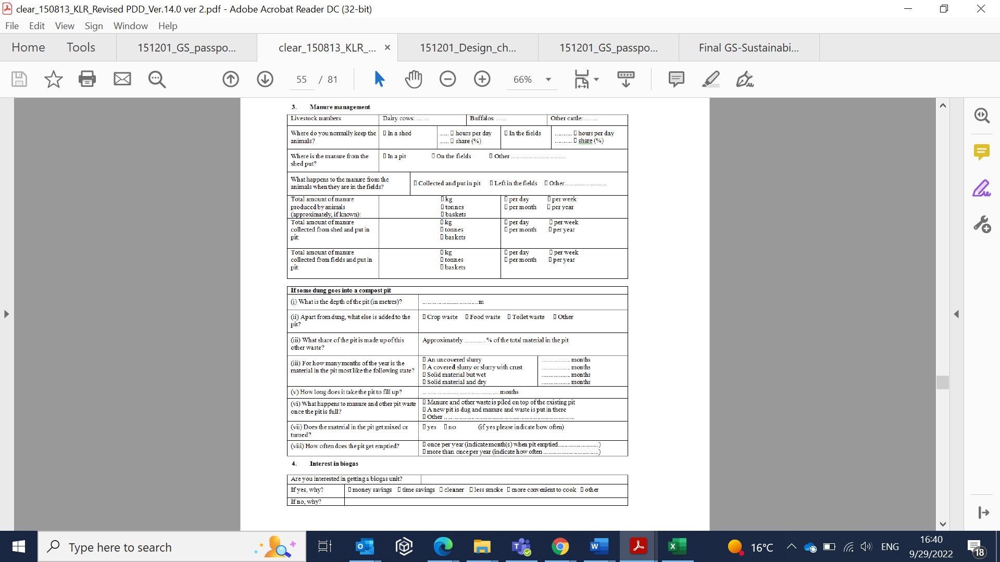 clear_150813_KLR_Revised PDD_Ver.14.0 ver 2.pdf - Adobe Acrobat Reader DC (32-bit)
File Edit View Sign Window Help
Home Tools 151201_GS_passpo... clear_150813_KLR_... × 151201_Design_ch... 151201_GS_passpo... Final GS-Sustainabi...
55 / 81 66%
3. Manure management
Livestock numbers: Dairy cows: ...... Buffalos: ..... Other cattle: ......
Where do you normally keep the ▯ In a shed ..... ▯ hours per day ▯ In the fields .......... ▯ hours per day
animals? ..... ▯ share (%) .......... ▯ share (%)
Where is the manure from the ▯ In a pit ▯ On the fields ▯ Other ................................
shed put?
What happens to the manure from the
animals when they are in the fields? ▯ Collected and put in pit ▯ Left in the fields ▯ Other........................
Total amount of manure ▯ kg ▯ per day ▯ per week
produced by animals ▯ tonnes ▯ per month ▯ per year
(approximately, if known): ▯ baskets
Total amount of manure ▯ kg ▯ per day ▯ per week
collected from shed and put in ▯ tonnes ▯ per month ▯ per year
pit: ▯ baskets
Total amount of manure ▯ kg ▯ per day ▯ per week
collected from fields and put in ▯ tonnes ▯ per month ▯ per year
pit: ▯ baskets
If some dung goes into a compost pit
(i) What is the depth of the pit (in metres)? ................................ m
(ii) Apart from dung, what else is added to the ▯ Crop waste ▯ Food waste ▯ Toilet waste ▯ Other
pit?
(iii) What share of the pit is made up of this Approximately ............ % of the total material in the pit
other waste?
(iii) For how many months of the year is the ▯ An uncovered slurry ................ months
material in the pit most like the following state? ▯ A covered slurry or slurry with crust ................ months
▯ Solid material but wet ................ months
▯ Solid material and dry ................ months
(v) How long does it take the pit to fill up? ............................................ months
(vi) What happens to manure and other pit waste ▯ Manure and other waste is piled on top of the existing pit
once the pit is full? ▯ A new pit is dug and manure and waste is put in there
▯ Other ............................................................................
(vii) Does the material in the pit get mixed or ▯ yes ▯ no (if yes please indicate how often)
turned?
(viii) How often does the pit get emptied? ▯ once per year (indicate month(s) when pit emptied........................)
▯ more than once per year (indicate how often ................................)
4. Interest in biogas
Are you interested in getting a biogas unit?
If yes, why? ▯ money savings ▯ time savings ▯ cleaner ▯ less smoke ▯ more convenient to cook ▯ other
If no, why?
Type here to search
16°C ENG 16:40
9/29/2022
18